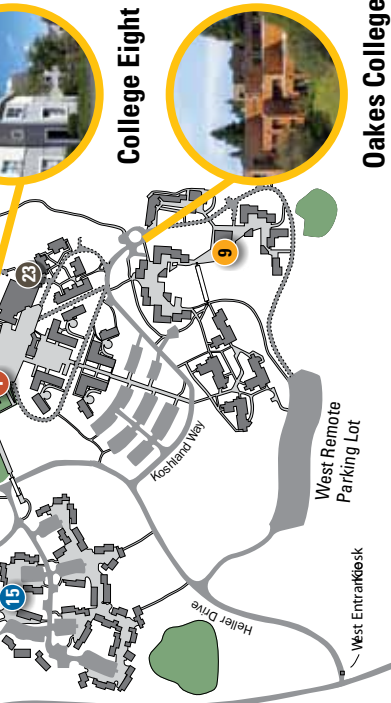 College Eight
Oakes College
23
9
15
Koshland Way
West Remote
Parking Lot
Heller Drive
West Entrance Kiosk